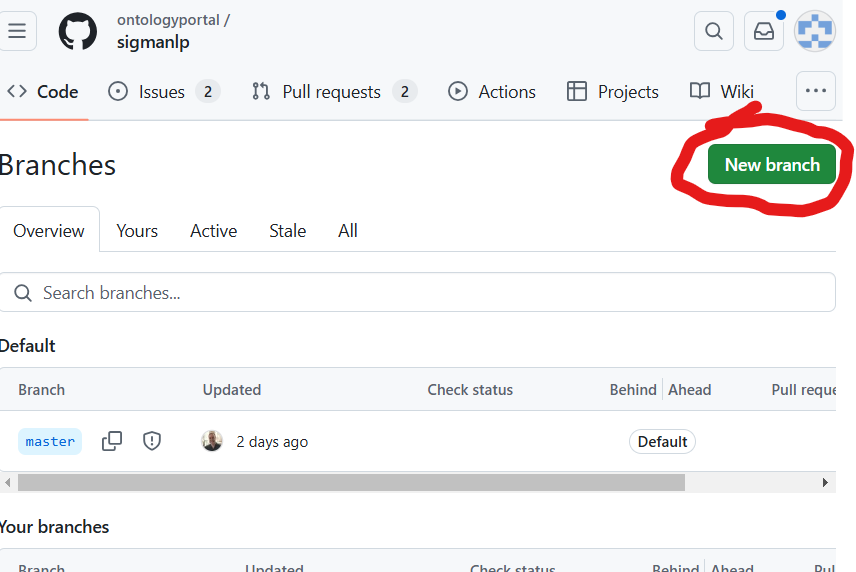 ontologyportal /
sigmanlp
Code Issues 2 Pull requests 2 Actions Projects Wiki
Branches
New branch
Overview Yours Active Stale All
Search branches...
Default
Branch Updated Check status Behind Ahead Pull reque
master 2 days ago Default
Your branches
Branch Updated Check status Behind Ahead Pul